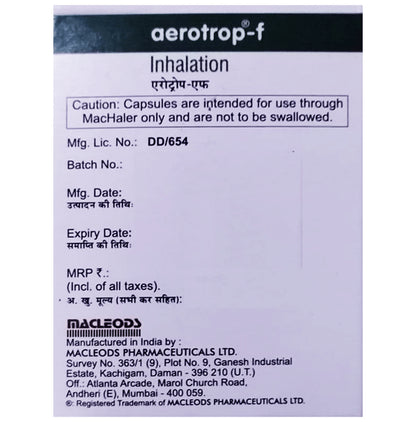 aerotrop®-f
Inhalation
एरोट्रोप-एफ
Caution: Capsules are intended for use through
MacHaler only and are not to be swallowed.
Mfg. Lic. No.: DD/654
Batch No.:
Mfg. Date:
उत्पादन की तिथि:
Expiry Date:
समाप्ति की तिथि:
MRP ₹.:
(Incl. of all taxes).
अ. खु. मूल्य (सभी कर सहित):
MACLEODS
Manufactured in India by :
MACLEODS PHARMACEUTICALS LTD.
Survey No. 363/1 (9), Plot No. 9, Ganesh Industrial
Estate, Kachigam, Daman - 396 210 (U.T.)
Off.: Atlanta Arcade, Marol Church Road,
Andheri (E), Mumbai - 400 059.
®: Registered Trademark of MACLEODS PHARMACEUTICALS LTD.